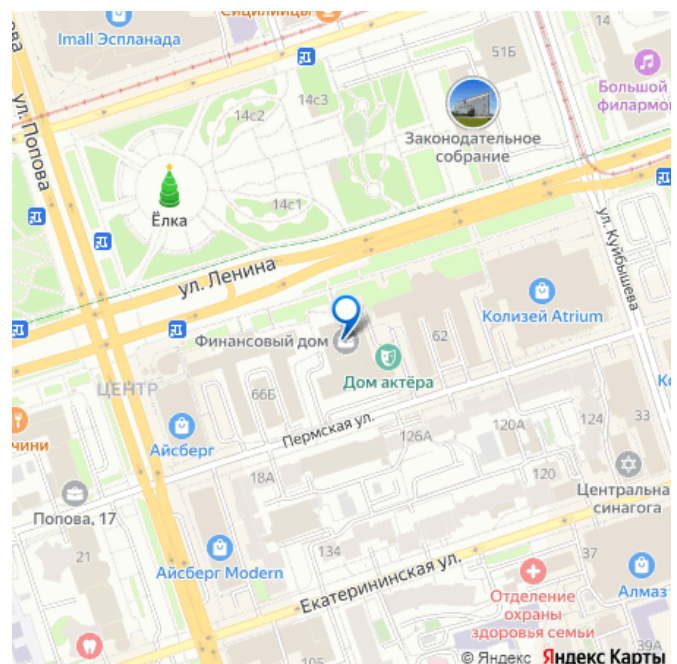 Сицилийцы
Imall Эспланада
ул. Попова
51Б
14
Большой
филармо
14с3
14с2
Законодательное
собрание
14с1
Ёлка
ул. Куйбышева
ул. Ленина
Колизей Atrium
Финансовый дом
62
Дом актёра
ЦЕНТР
66Б
Пермская ул.
126А
120А
124
33
чини
Айсберг
18А
120
Центральна
синагога
Попова, 17
21
134
37
Айсберг Modern
Екатерининская ул.
Отделение
охраны
здоровья семьи
Алмаз
105
39А
© Яндекс Яндекс Карты